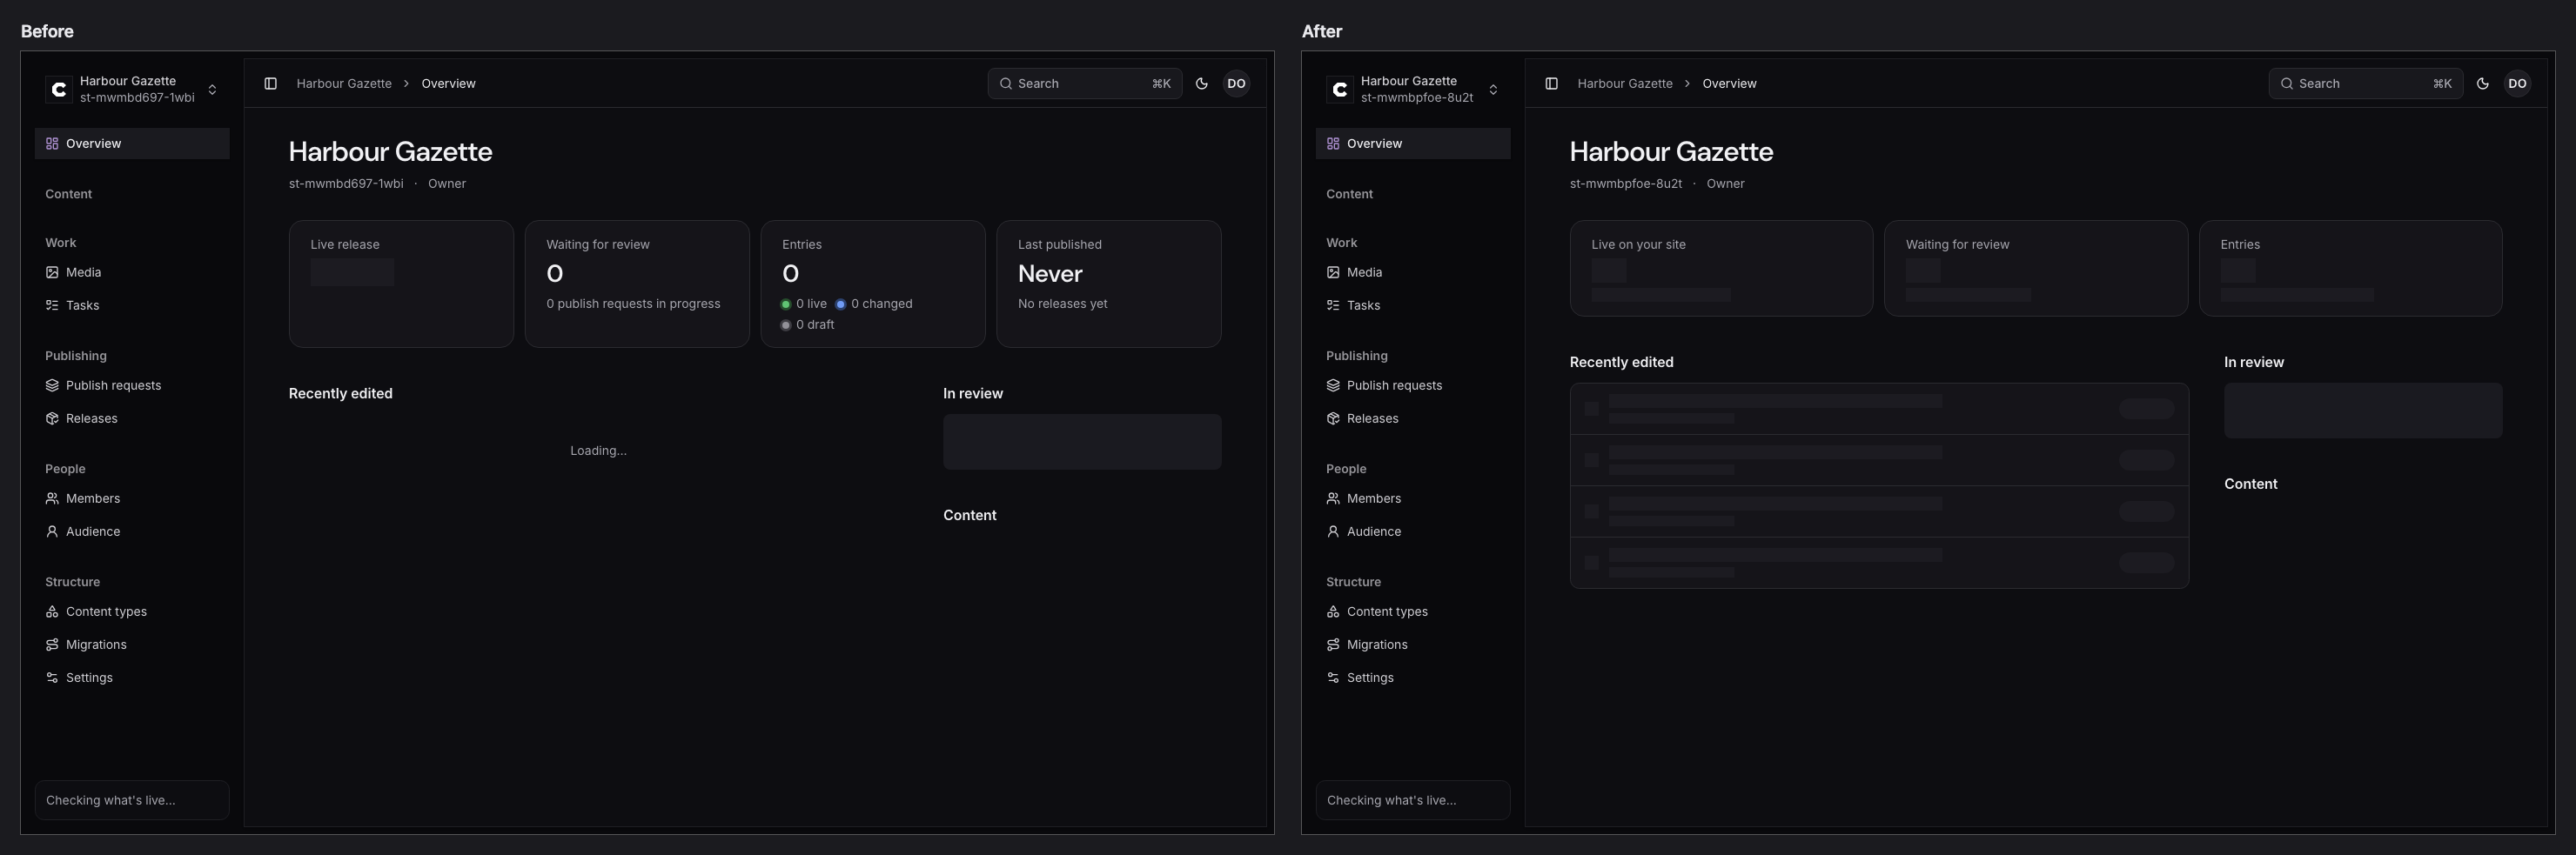 Before
Harbour Gazette
st-mwmbd697-1wbi
Overview
Content
Work
Media
Tasks
Publishing
Publish requests
Releases
People
Members
Audience
Structure
Content types
Migrations
Settings
Checking what's live...
Harbour Gazette > Overview
Search ⌘K
DO
Harbour Gazette
st-mwmbd697-1wbi · Owner
Live release
Waiting for review
0
0 publish requests in progress
Entries
0
0 live 0 changed
0 draft
Last published
Never
No releases yet
Recently edited
Loading...
In review
Content
After
Harbour Gazette
st-mwmbpfoe-8u2t
Overview
Content
Work
Media
Tasks
Publishing
Publish requests
Releases
People
Members
Audience
Structure
Content types
Migrations
Settings
Checking what's live...
Harbour Gazette > Overview
Search ⌘K
DO
Harbour Gazette
st-mwmbpfoe-8u2t · Owner
Live on your site
Waiting for review
Entries
Recently edited
In review
Content